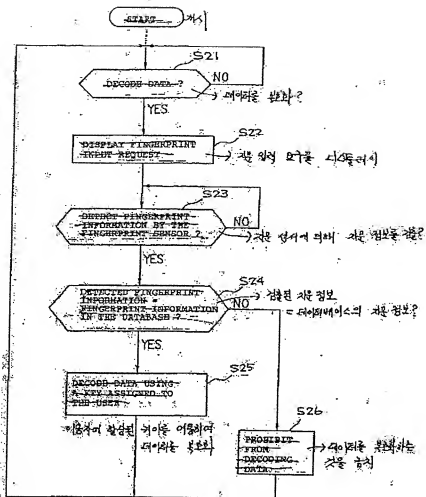 START
개시
S21
DECODE DATA ?
NO
데이터를 복호화?
YES
S22
DISPLAY FINGERPRINT
INPUT REQUEST
지문 입력 요구를 디스플레이
S23
DETECT FINGERPRINT
INFORMATION BY THE
FINGERPRINT SENSOR ?
NO
지문 센서에 의해 지문 정보를 검출?
YES
S24
DETECTED FINGERPRINT
INFORMATION =
FINGERPRINT INFORMATION
IN THE DATABASE ?
NO
검출된 지문 정보
= 데이터베이스의 지문 정보?
YES
S25
DECODE DATA USING
A KEY ASSIGNED TO
THE USER
이용자에 할당된 키를 이용하여
데이터를 복호화
S26
PROHIBIT
FROM
DECODING
DATA
데이터를 복호화하는
것을 금지